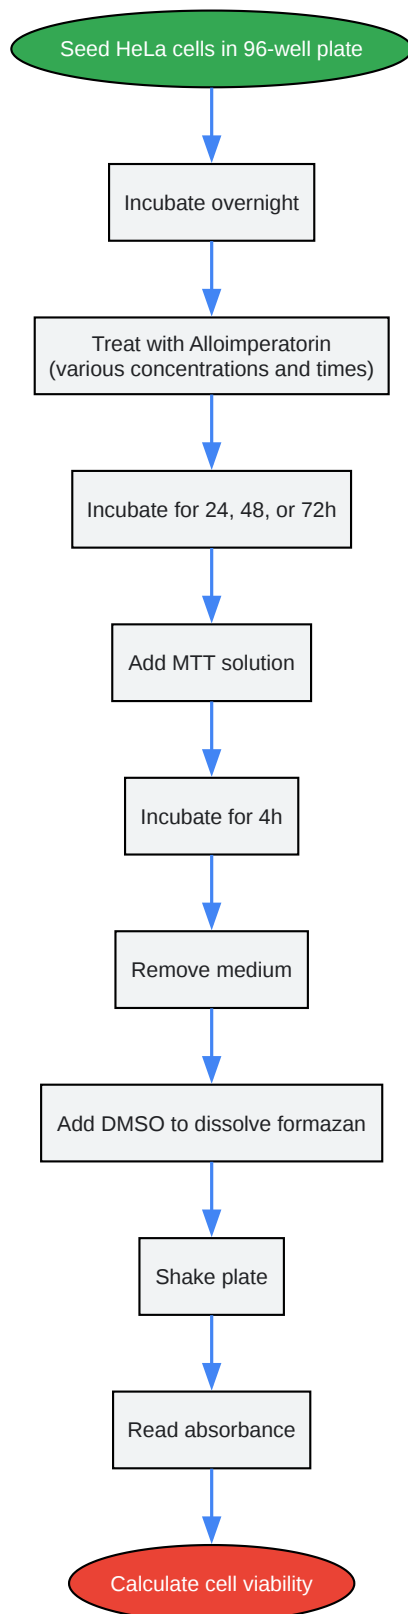 Seed HeLa cells in 96-well plate
Incubate overnight
Treat with Alloimperatorin
(various concentrations and times)
Incubate for 24, 48, or 72h
Add MTT solution
Incubate for 4h
Remove medium
Add DMSO to dissolve formazan
Shake plate
Read absorbance
Calculate cell viability